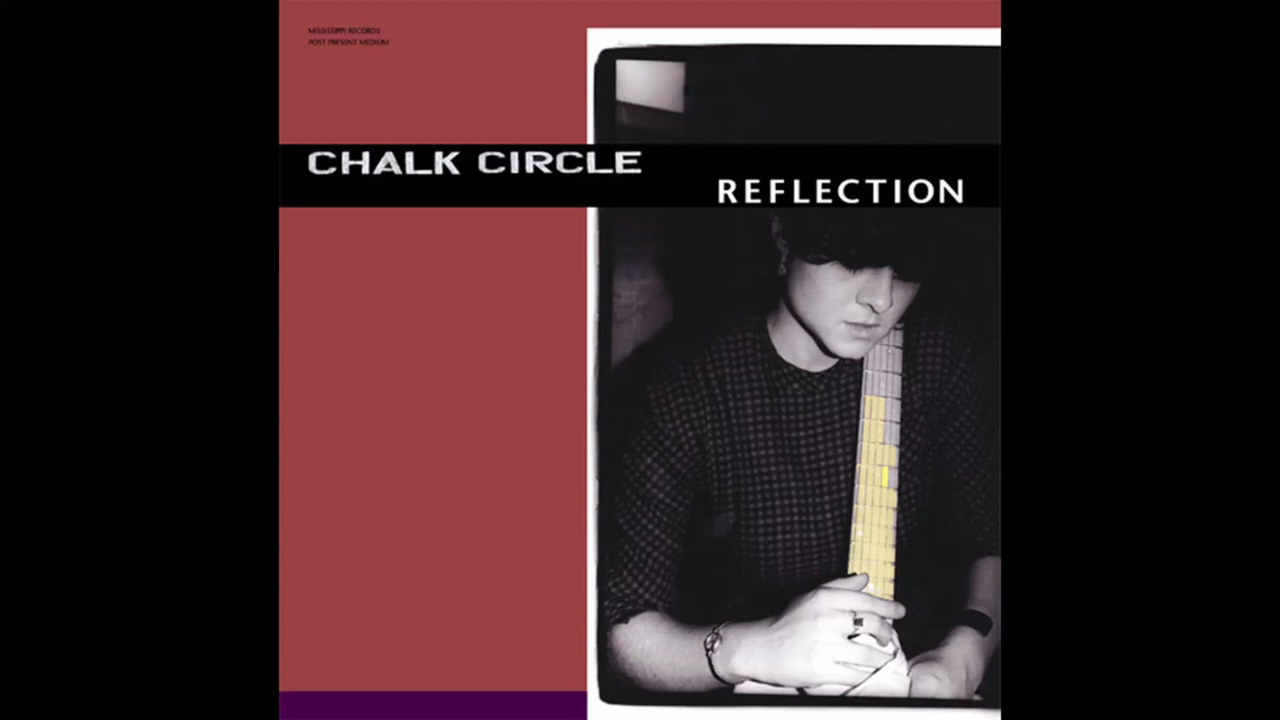 MISSISSIPPI RECORDS
POST PRESENT MEDIUM
CHALK CIRCLE
REFLECTION